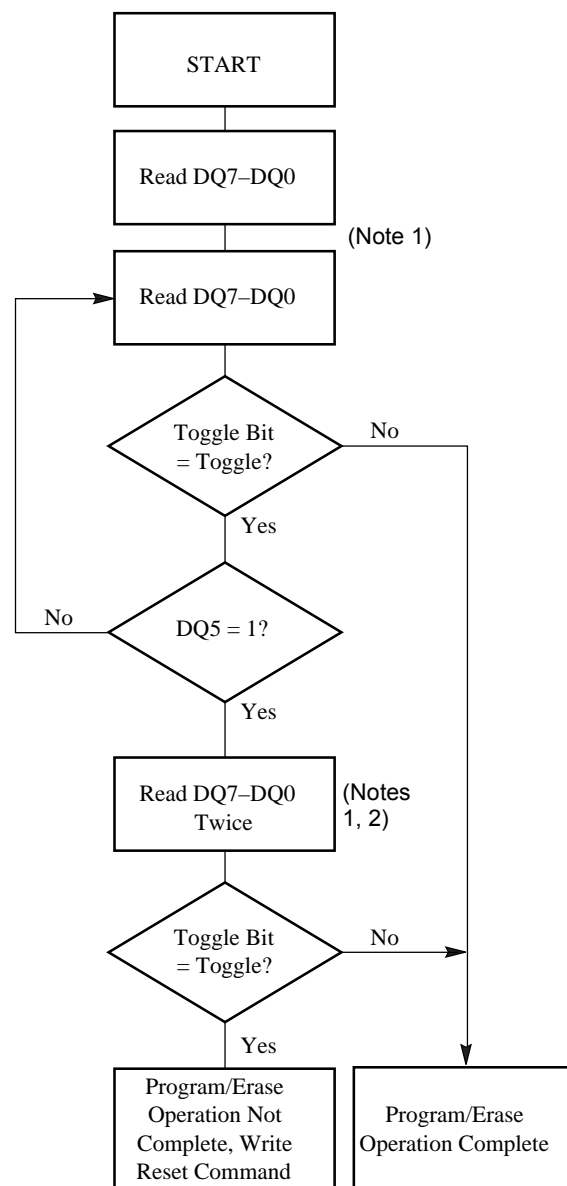 START
Read DQ7–DQ0
(Note 1)
Read DQ7–DQ0
Toggle Bit
= Toggle?
No
Yes
DQ5 = 1?
No
Yes
Read DQ7–DQ0
Twice
(Notes
1, 2)
Toggle Bit
= Toggle?
No
Yes
Program/Erase
Operation Not
Complete, Write
Reset Command
Program/Erase
Operation Complete